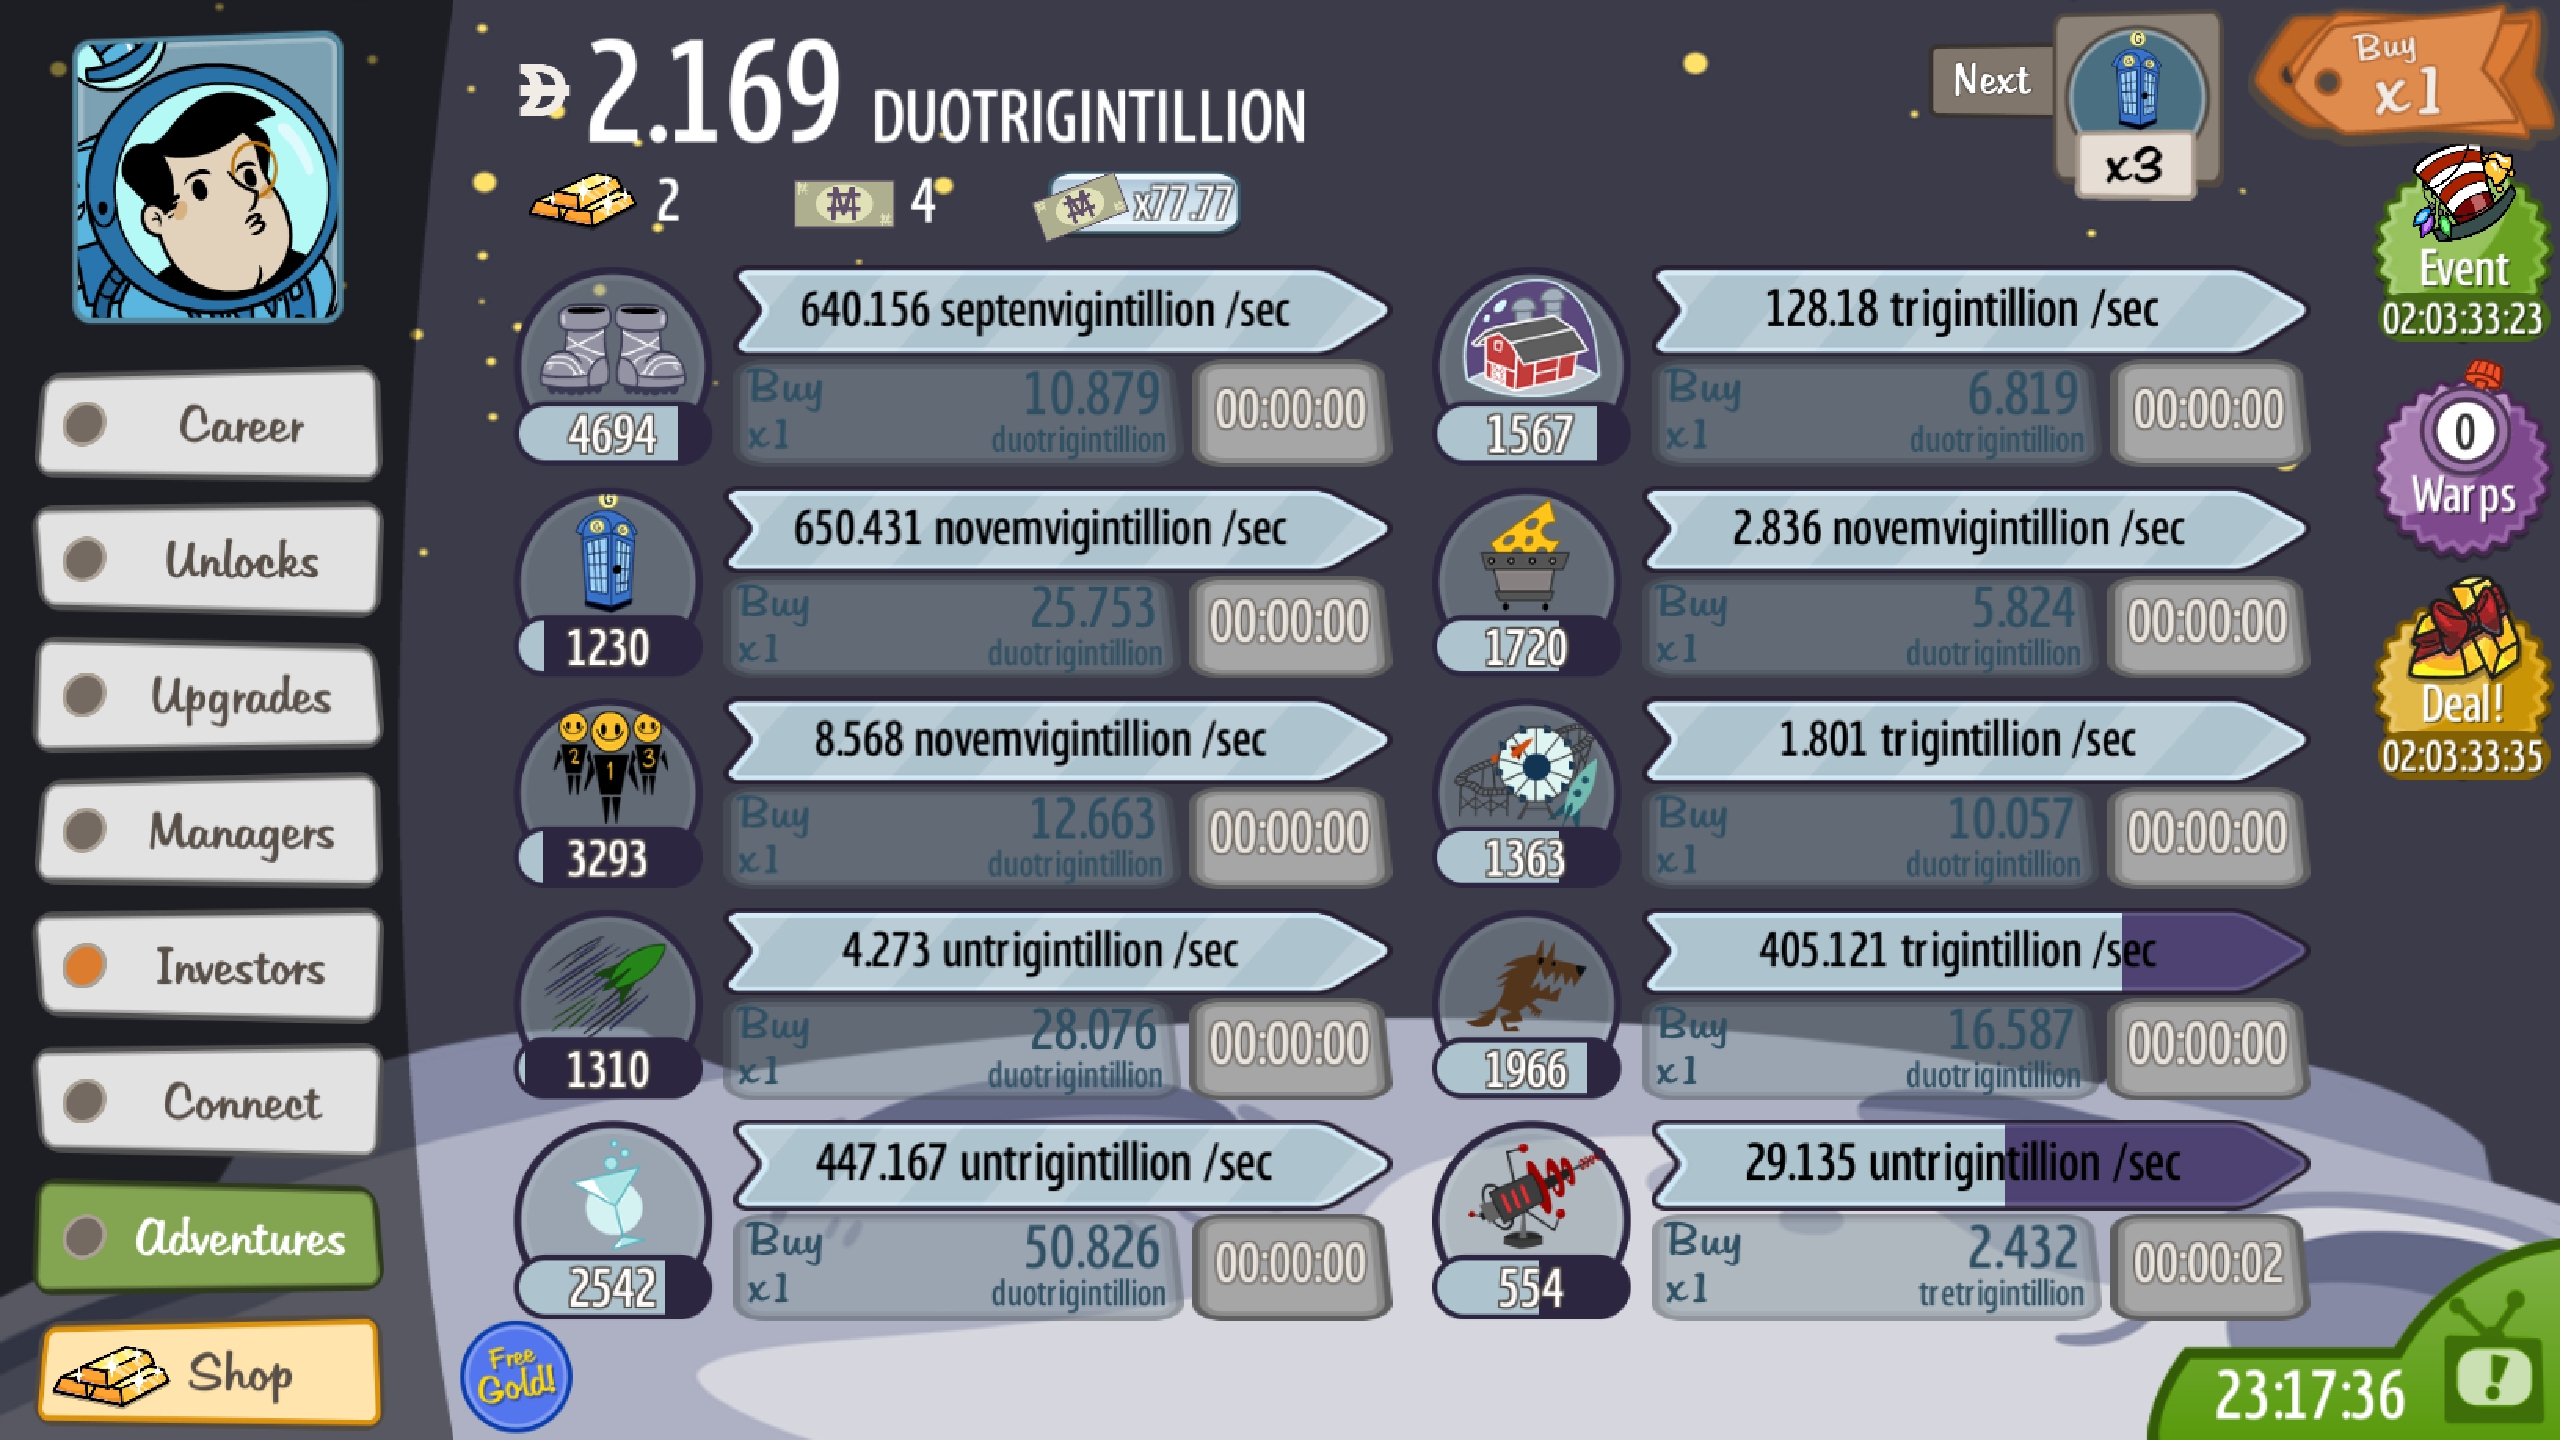 2.169 DUOTRIGINTILLION
2
4
x77.77
Next
x3
Buy
x1
Event
02:03:33:23
0
Warps
Deal!
02:03:33:35
Career
Unlocks
Upgrades
Managers
Investors
Connect
Adventures
Shop
640.156 septenvigintillion /sec
4694
Buy
x1
10.879
duotrigintillion
00:00:00
G
G G
650.431 novemvigintillion /sec
1230
Buy
x1
25.753
duotrigintillion
00:00:00
2 1 3
8.568 novemvigintillion /sec
3293
Buy
x1
12.663
duotrigintillion
00:00:00
4.273 untrigintillion /sec
1310
Buy
x1
28.076
duotrigintillion
00:00:00
447.167 untrigintillion /sec
2542
Buy
x1
50.826
duotrigintillion
00:00:00
128.18 trigintillion /sec
1567
Buy
x1
6.819
duotrigintillion
00:00:00
2.836 novemvigintillion /sec
1720
Buy
x1
5.824
duotrigintillion
00:00:00
1.801 trigintillion /sec
1363
Buy
x1
10.057
duotrigintillion
00:00:00
405.121 trigintillion /sec
1966
Buy
x1
16.587
duotrigintillion
00:00:00
29.135 untrigintillion /sec
554
Buy
x1
2.432
tretrigintillion
00:00:02
Free
Gold!
23:17:36
!